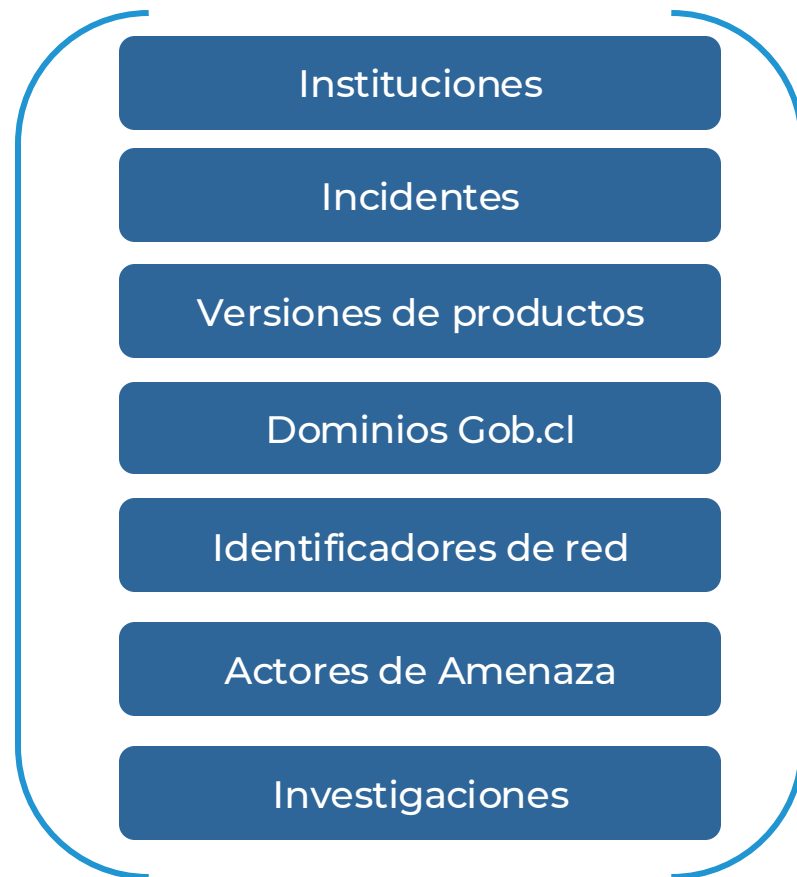 Instituciones
Incidentes
Versiones de productos
Dominios Gob.cl
Identificadores de red
Actores de Amenaza
Investigaciones